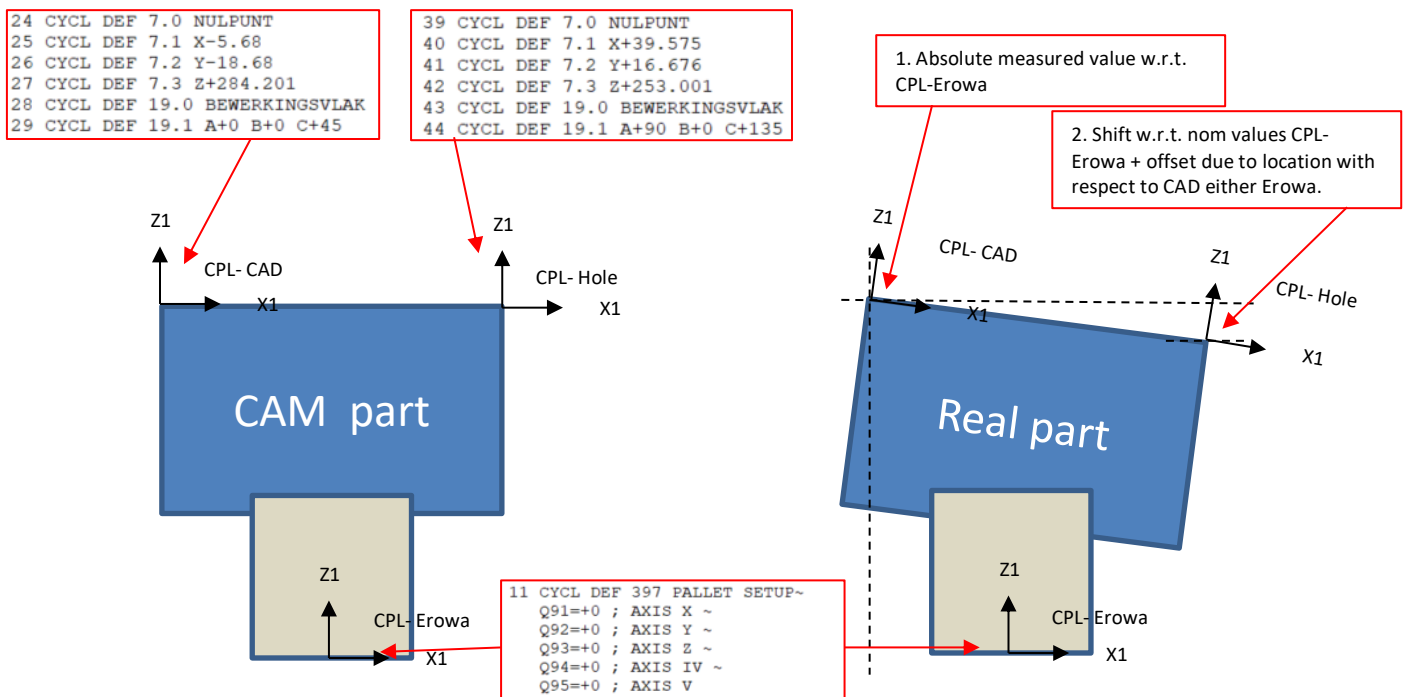 24 CYCL DEF 7.0 NULPUNT
25 CYCL DEF 7.1 X-5.68
26 CYCL DEF 7.2 Y-18.68
27 CYCL DEF 7.3 Z+284.201
28 CYCL DEF 19.0 BEWERKINGSVLAK
29 CYCL DEF 19.1 A+0 B+0 C+45
39 CYCL DEF 7.0 NULPUNT
40 CYCL DEF 7.1 X+39.575
41 CYCL DEF 7.2 Y+16.676
42 CYCL DEF 7.3 Z+253.001
43 CYCL DEF 19.0 BEWERKINGSVLAK
44 CYCL DEF 19.1 A+90 B+0 C+135
1. Absolute measured value w.r.t.
CPL-Erowa
2. Shift w.r.t. nom values CPL-
Erowa + offset due to location with
respect to CAD either Erowa.
Z1
CPL- CAD
X1
Z1
CPL- Hole
X1
CAM part
Z1
CPL- Erowa
X1
Z1
CPL- CAD
X1
Z1
CPL- Hole
X1
Real part
Z1
CPL- Erowa
X1
11 CYCL DEF 397 PALLET SETUP~
Q91=+0 ; AXIS X ~
Q92=+0 ; AXIS Y ~
Q93=+0 ; AXIS Z ~
Q94=+0 ; AXIS IV ~
Q95=+0 ; AXIS V